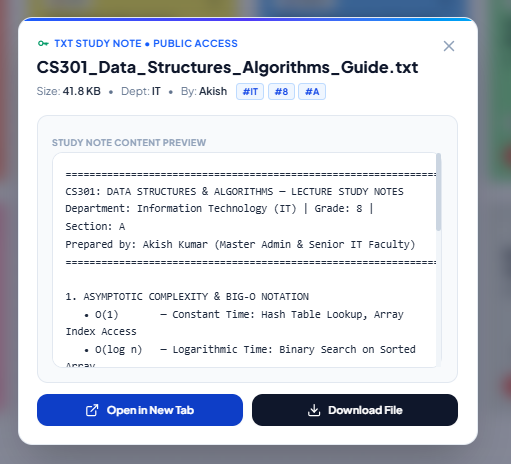 TXT STUDY NOTE • PUBLIC ACCESS
CS301_Data_Structures_Algorithms_Guide.txt
Size: 41.8 KB • Dept: IT • By: Akish #IT #8 #A
STUDY NOTE CONTENT PREVIEW
=====================================================
CS301: DATA STRUCTURES & ALGORITHMS — LECTURE STUDY NOTES
Department: Information Technology (IT) | Grade: 8 |
Section: A
Prepared by: Akish Kumar (Master Admin & Senior IT Faculty)
=====================================================
1. ASYMPTOTIC COMPLEXITY & BIG-O NOTATION
• O(1) — Constant Time: Hash Table Lookup, Array
Index Access
• O(log n) — Logarithmic Time: Binary Search on Sorted
Array
Open in New Tab
Download File